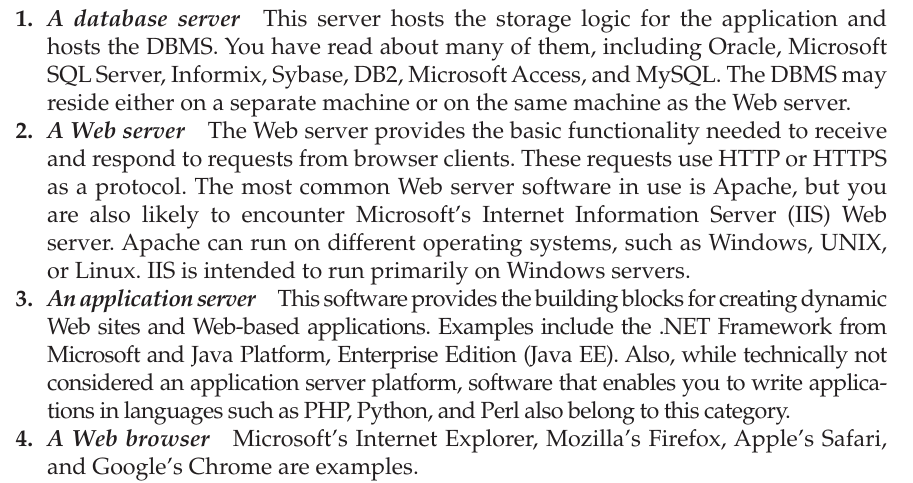 1. A database server This server hosts the storage logic for the application and
hosts the DBMS. You have read about many of them, including Oracle, Microsoft
SQL Server, Informix, Sybase, DB2, Microsoft Access, and MySQL. The DBMS may
reside either on a separate machine or on the same machine as the Web server.
2. A Web server The Web server provides the basic functionality needed to receive
and respond to requests from browser clients. These requests use HTTP or HTTPS
as a protocol. The most common Web server software in use is Apache, but you
are also likely to encounter Microsoft's Internet Information Server (IIS) Web
server. Apache can run on different operating systems, such as Windows, UNIX,
or Linux. IIS is intended to run primarily on Windows servers.
3. An application server This software provides the building blocks for creating dynamic
Web sites and Web-based applications. Examples include the .NET Framework from
Microsoft and Java Platform, Enterprise Edition (Java EE). Also, while technically not
considered an application server platform, software that enables you to write applica-
tions in languages such as PHP, Python, and Perl also belong to this category.
4. A Web browser Microsoft's Internet Explorer, Mozilla's Firefox, Apple's Safari,
and Google's Chrome are examples.